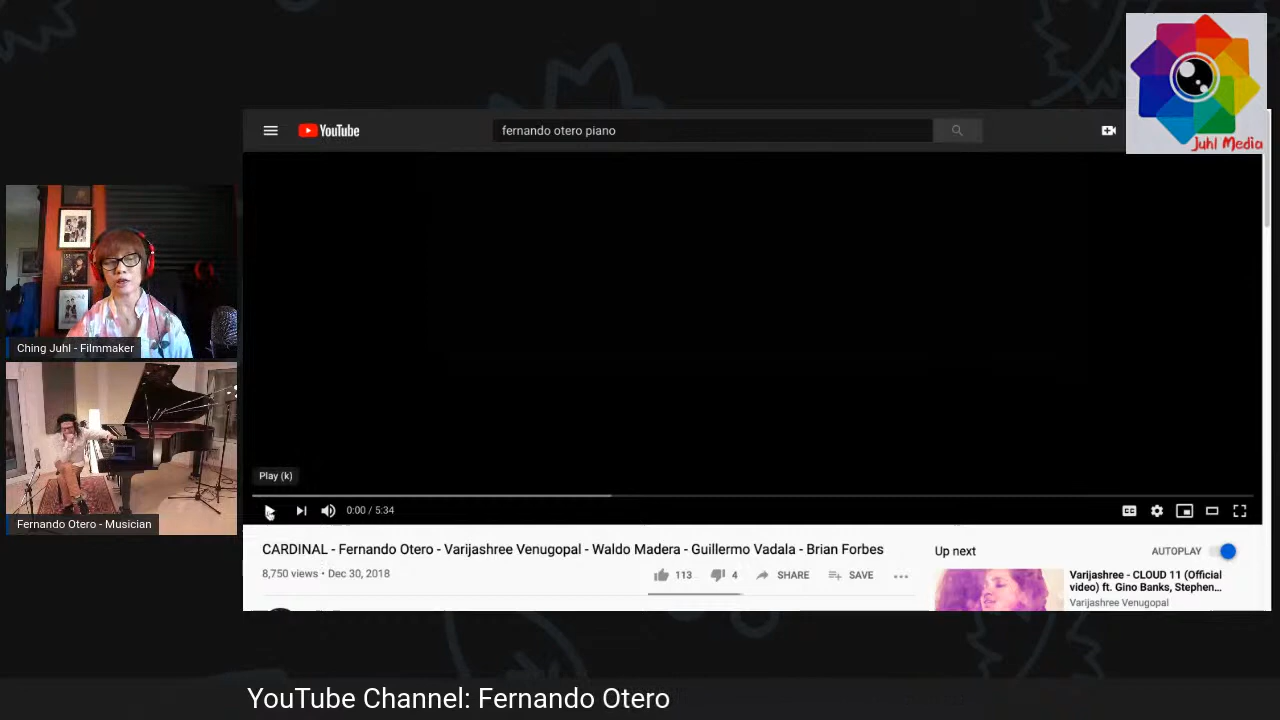 Juhl Media
YouTube
fernando otero piano
Ching Juhl - Filmmaker
Fernando Otero - Musician
Play (k)
0:00 / 5:34
CC
CARDINAL - Fernando Otero - Varijashree Venugopal - Waldo Madera - Guillermo Vadala - Brian Forbes
8,750 views • Dec 30, 2018
113
4
SHARE
SAVE
Up next
AUTOPLAY
Varijashree - CLOUD 11 (Official
video) ft. Gino Banks, Stephen...
Varijashree Venugopal
YouTube Channel: Fernando Otero